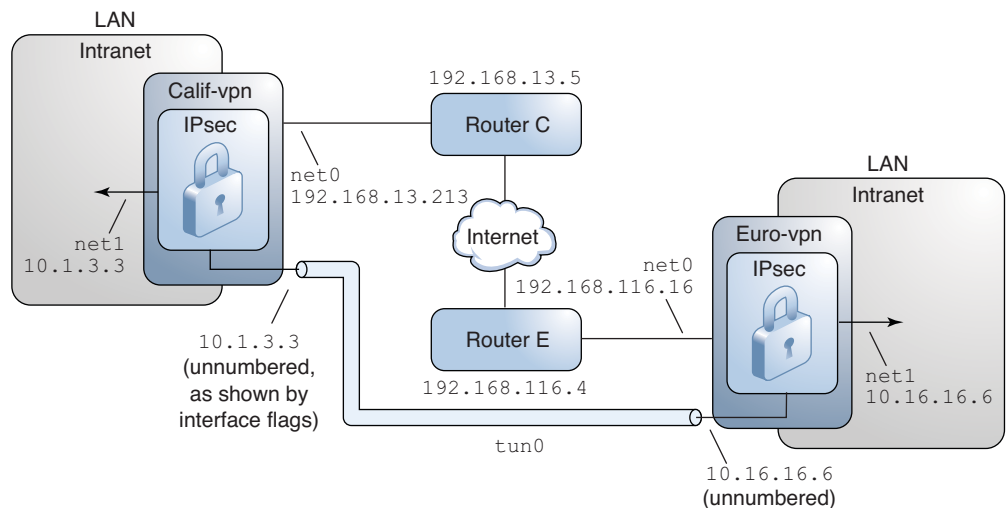 LAN
Intranet
Calif-vpn
IPsec
net1
10.1.3.3
net0
192.168.13.213
192.168.13.5
Router C
Internet
Router E
192.168.116.4
10.1.3.3
(unnumbered,
as shown by
interface flags)
tun0
LAN
Intranet
Euro-vpn
IPsec
net0
192.168.116.16
net1
10.16.16.6
10.16.16.6
(unnumbered)